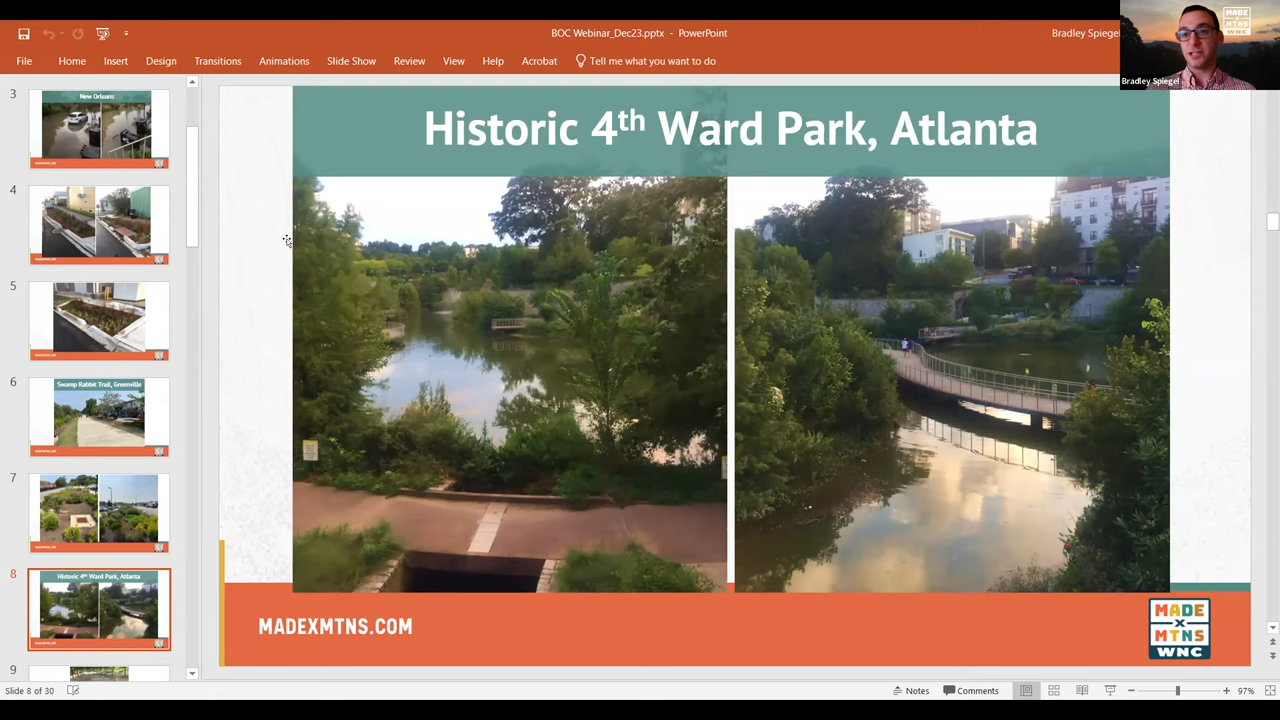 BOC Webinar_Dec23.pptx - PowerPoint
Bradley Spiegel
File Home Insert Design Transitions Animations Slide Show Review View Help Acrobat Tell me what you want to do
MADE
X
MTNS
WNC
Bradley Spiegel
3
New Orleans
4
5
6
Swamp Rabbit Trail, Greenville
7
8
Historic 4th Ward Park, Atlanta
9
Historic 4th Ward Park, Atlanta
MADEXMTNS.COM
MADE
X
MTNS
WNC
Slide 8 of 30
Notes Comments 97%